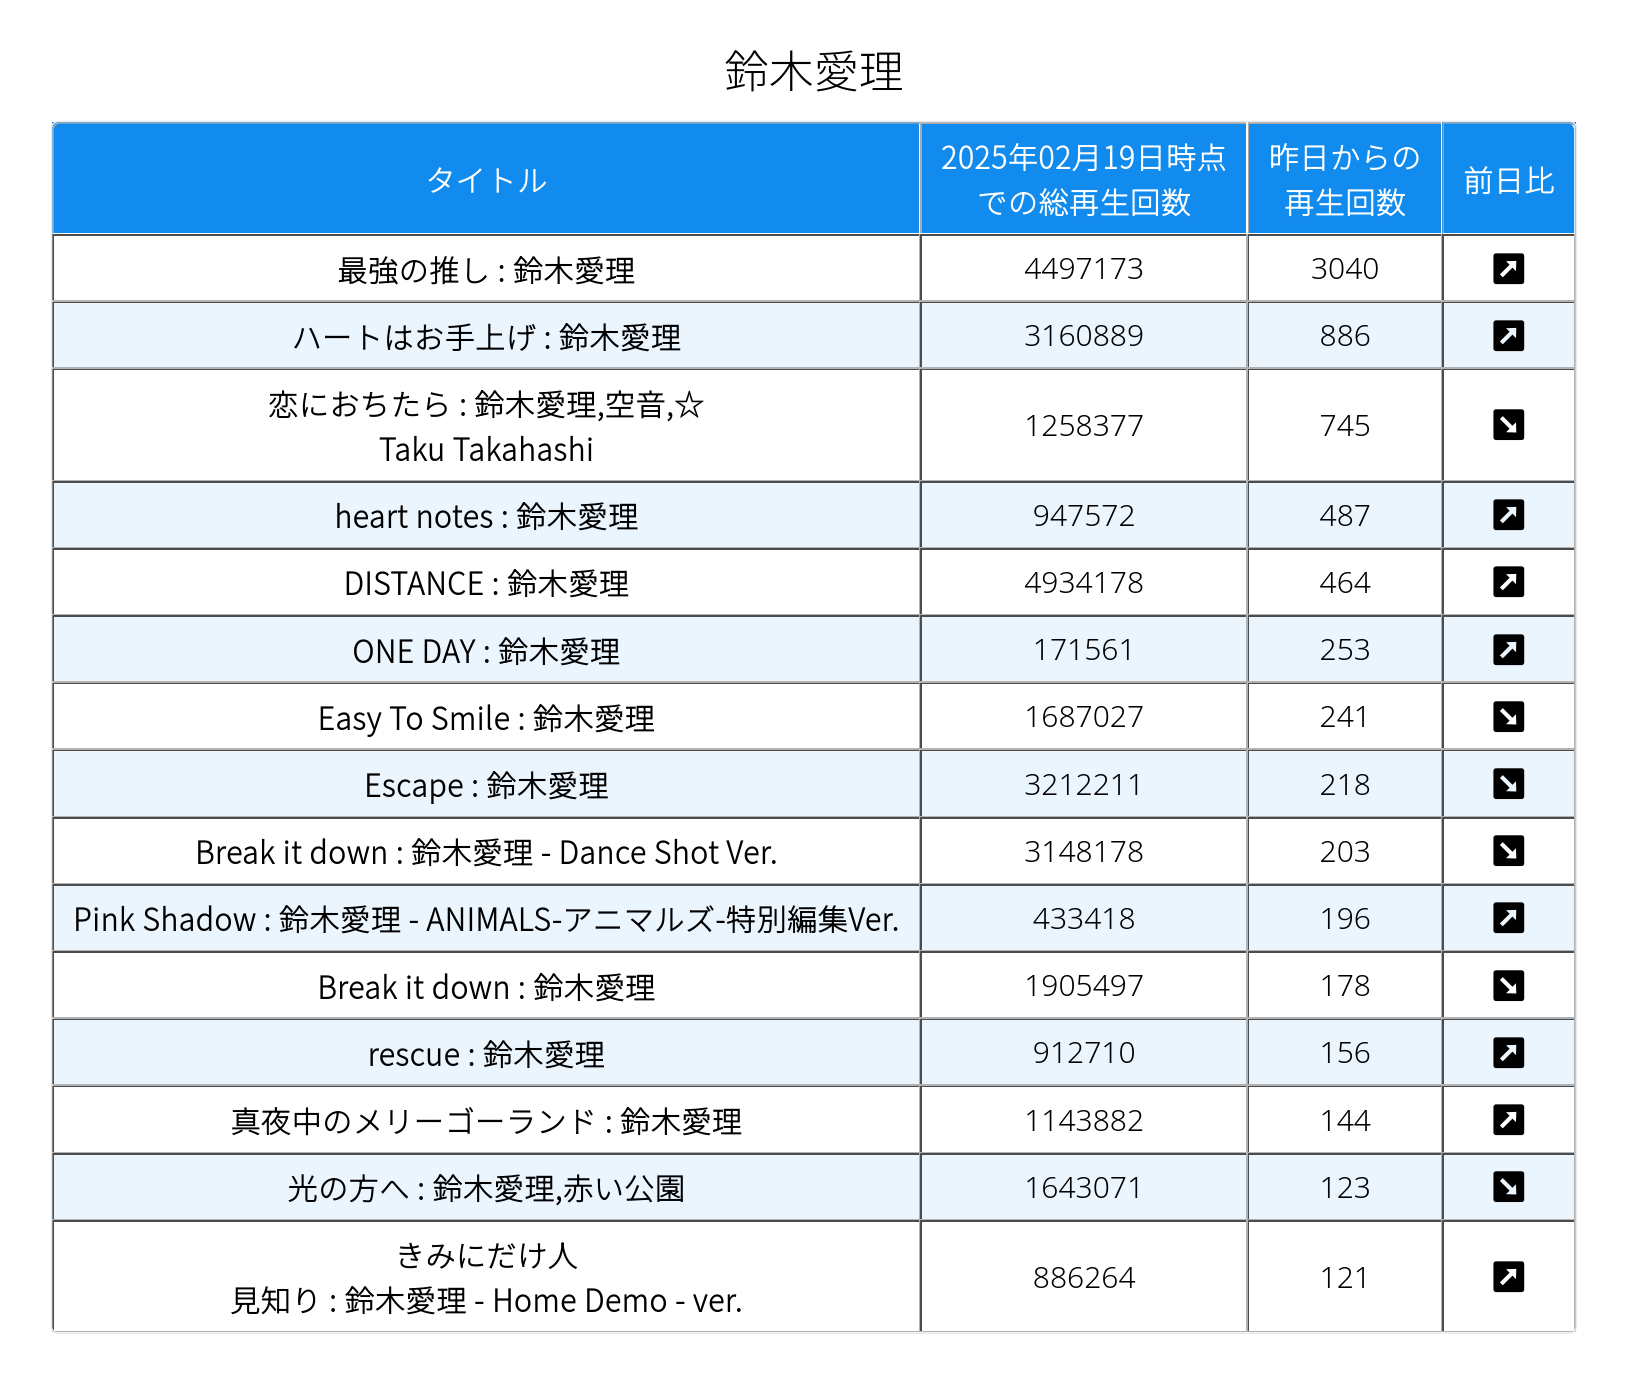 鈴木愛理
タイトル
2025年02月19日時点
での総再生回数
昨日からの
再生回数
前日比
最強の推し : 鈴木愛理 4497173 3040
ハートはお手上げ : 鈴木愛理 3160889 886
恋におちたら : 鈴木愛理,空音,☆
Taku Takahashi
1258377 745
heart notes : 鈴木愛理 947572 487
DISTANCE : 鈴木愛理 4934178 464
ONE DAY : 鈴木愛理 171561 253
Easy To Smile : 鈴木愛理 1687027 241
Escape : 鈴木愛理 3212211 218
Break it down : 鈴木愛理 - Dance Shot Ver. 3148178 203
Pink Shadow : 鈴木愛理 - ANIMALS-アニマルズ-特別編集Ver. 433418 196
Break it down : 鈴木愛理 1905497 178
rescue : 鈴木愛理 912710 156
真夜中のメリーゴーランド : 鈴木愛理 1143882 144
光の方へ : 鈴木愛理,赤い公園 1643071 123
きみにだけ人
見知り : 鈴木愛理 - Home Demo - ver.
886264 121